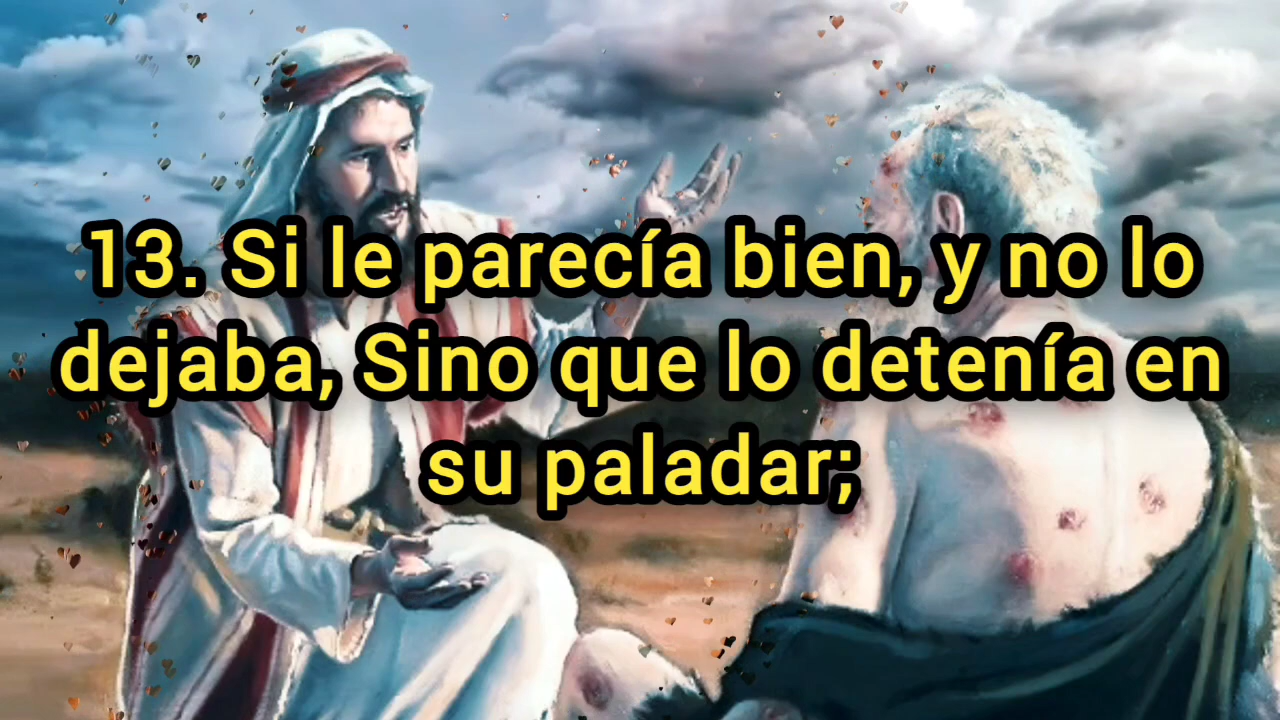 13. Si le parecía bien, y no lo
dejaba, Sino que lo detenía en
su paladar;